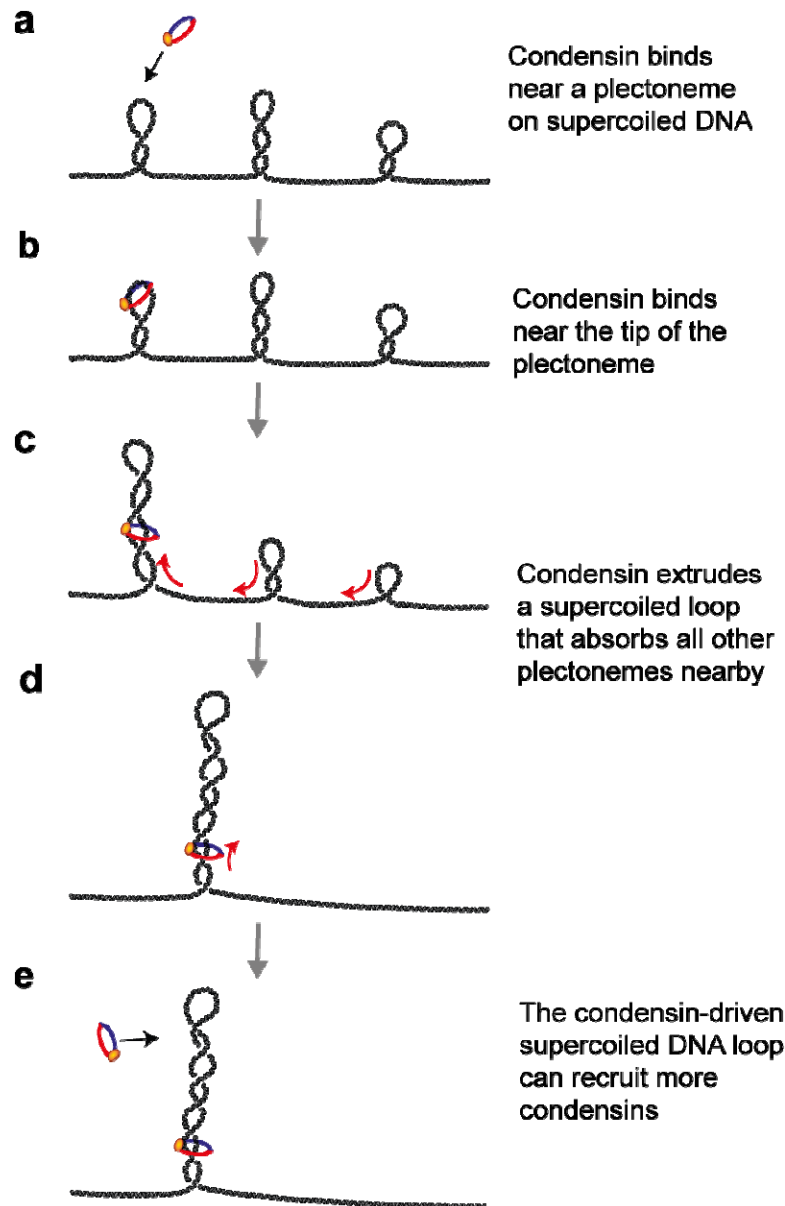 a
Condensin binds
near a plectoneme
on supercoiled DNA
b
Condensin binds
near the tip of the
plectoneme
c
Condensin extrudes
a supercoiled loop
that absorbs all other
plectonemes nearby
d
e
The condensin-driven
supercoiled DNA loop
can recruit more
condensins